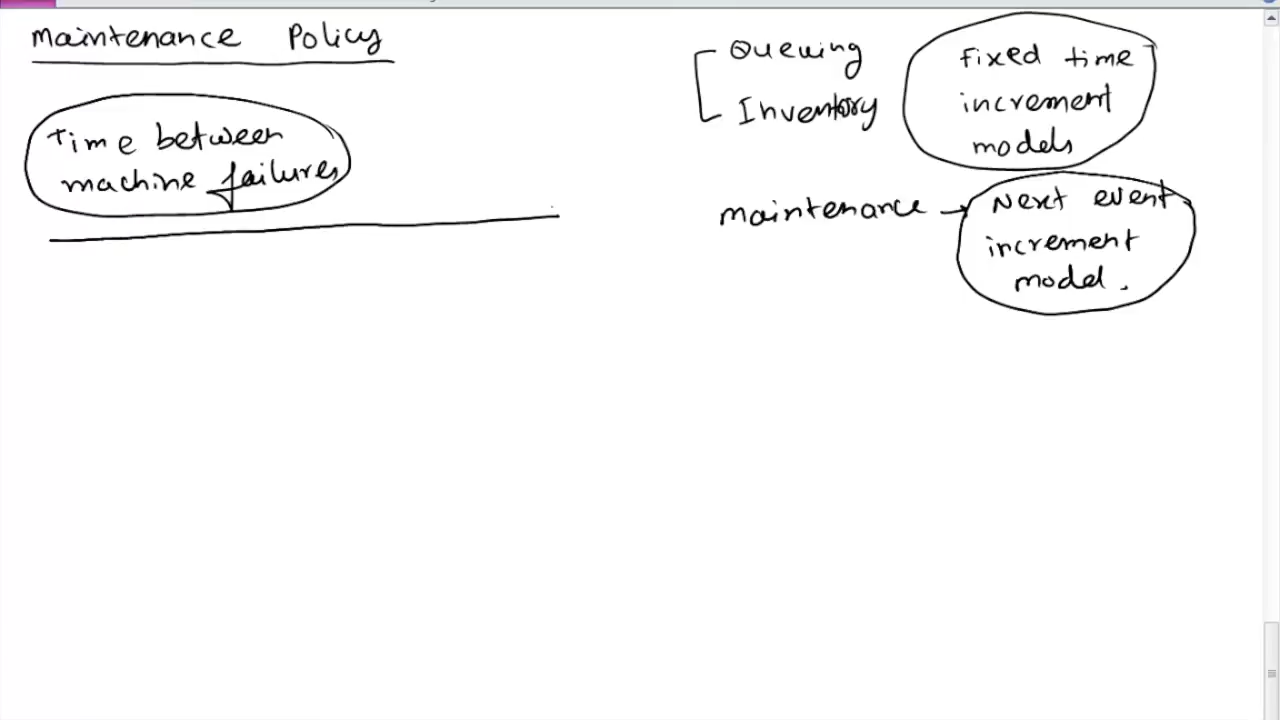 Maintenance Policy
Time between
machine failures
Queuing
Inventory
fixed time
increment
models
maintenance → Next event
increment
model.